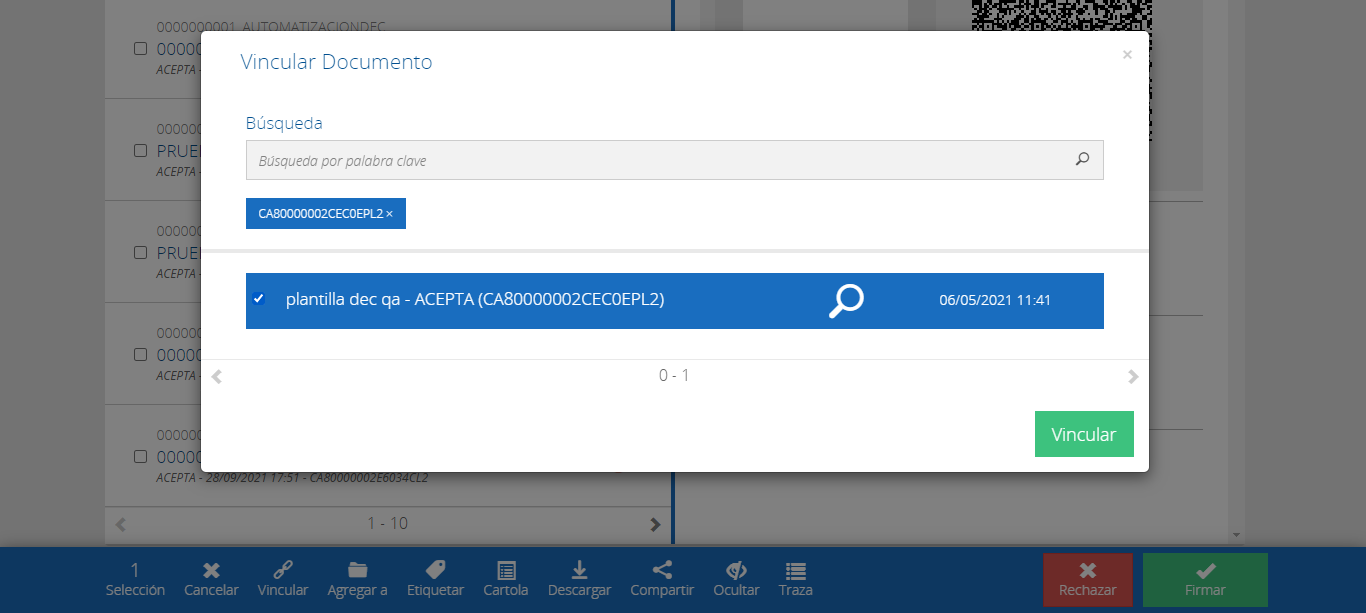 0000000001 AUTOMATIZACIONDEC
ACEPTA -
ACEPTA -
ACEPTA -
ACEPTA -
ACEPTA - 28/09/2021 17:51 - CA80000002E6034CL2
1 - 10
Vincular Documento
×
Búsqueda
Búsqueda por palabra clave
CA80000002CEC0EPL2 ×
plantilla dec qa - ACEPTA (CA80000002CEC0EPL2)
06/05/2021 11:41
0 - 1
Vincular
1
Selección
Cancelar
Vincular
Agregar a
Etiquetar
Cartola
Descargar
Compartir
Ocultar
Traza
Rechazar
Firmar